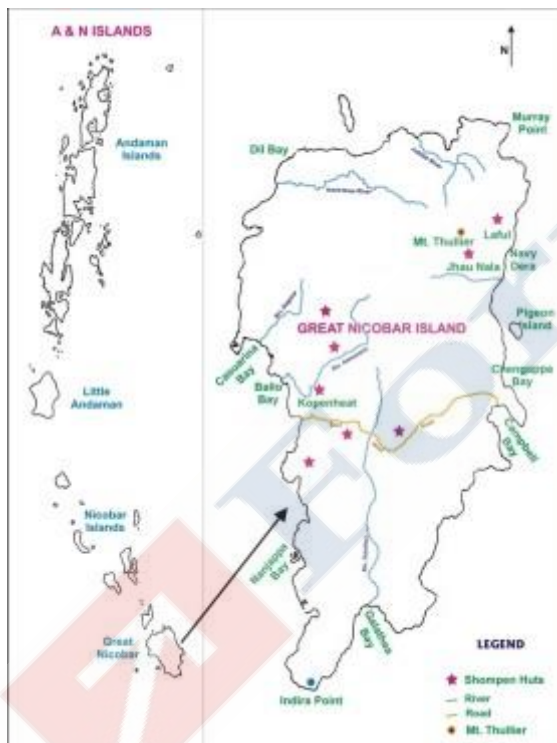 A & N ISLANDS
Andaman
Islands
Little
Andaman
Nicobar
Islands
Great
Nicobar
N
Murray
Point
Dil Bay
Laful
Mt. Thullier
Jhau Nala
Navy
Dera
Pigeon
Island
GREAT NICOBAR ISLAND
Casuarina
Bay
Chengappa
Bay
Ballo
Bay
Kopenheat
Campbell
Bay
Nanjappa
Bay
Galathea
Bay
Indira Point
LEGEND
Shompen Huts
River
Road
Mt. Thullier
For